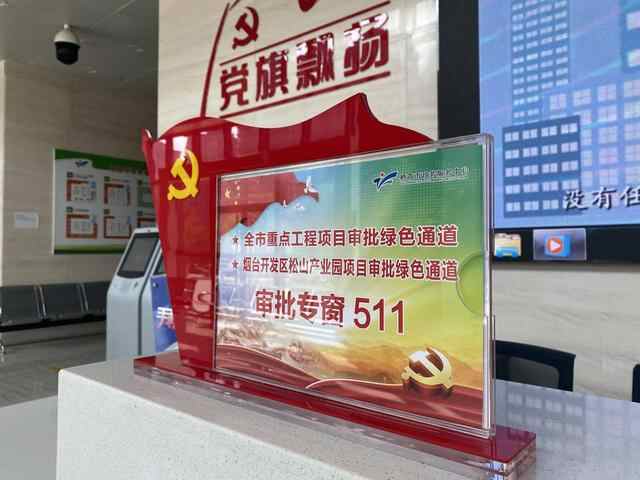 党旗飘扬
★ 全市重点工程项目审批绿色通道
★ 烟台开发区松山产业园项目审批绿色通道
审批专窗 511
没有任